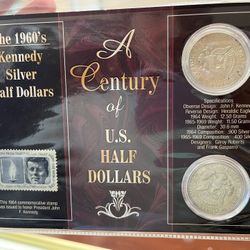 The 1960's
Kennedy
Silver
Half Dollars
This 1964 commemorative stamp
was issued to honor President John
F. Kennedy.
A
Century
of
U.S.
HALF
DOLLARS
Specifications
Obverse Design: John F. Kennedy
Reverse Design: Heraldic Eagle
1964 Weight: 12.50 Grams
1965-1969 Weight: 11.50 Grams
Diameter: 30.6 mm
1964 Composition: .900 Silver
1965-1969 Composition: .400 Silver
Designers: Gilroy Roberts
and Frank Gasparro